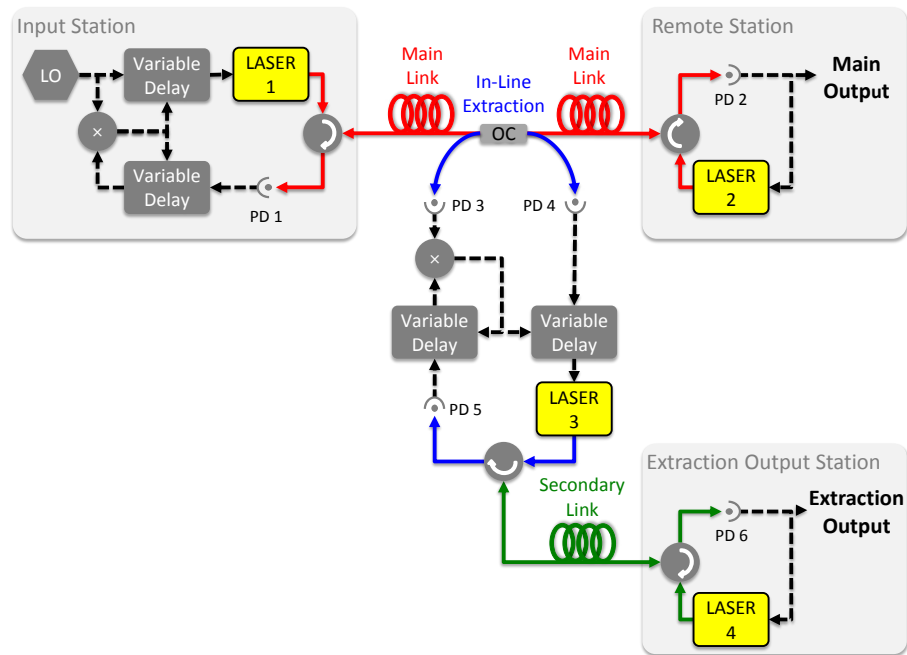 Input Station
LO
Variable
Delay
LASER
1
×
Variable
Delay
PD 1
Main
Link
In-Line
Extraction
OC
Main
Link
Remote Station
PD 2
Main
Output
LASER
2
PD 3
PD 4
×
Variable
Delay
Variable
Delay
PD 5
LASER
3
Secondary
Link
Extraction Output Station
PD 6
Extraction
Output
LASER
4